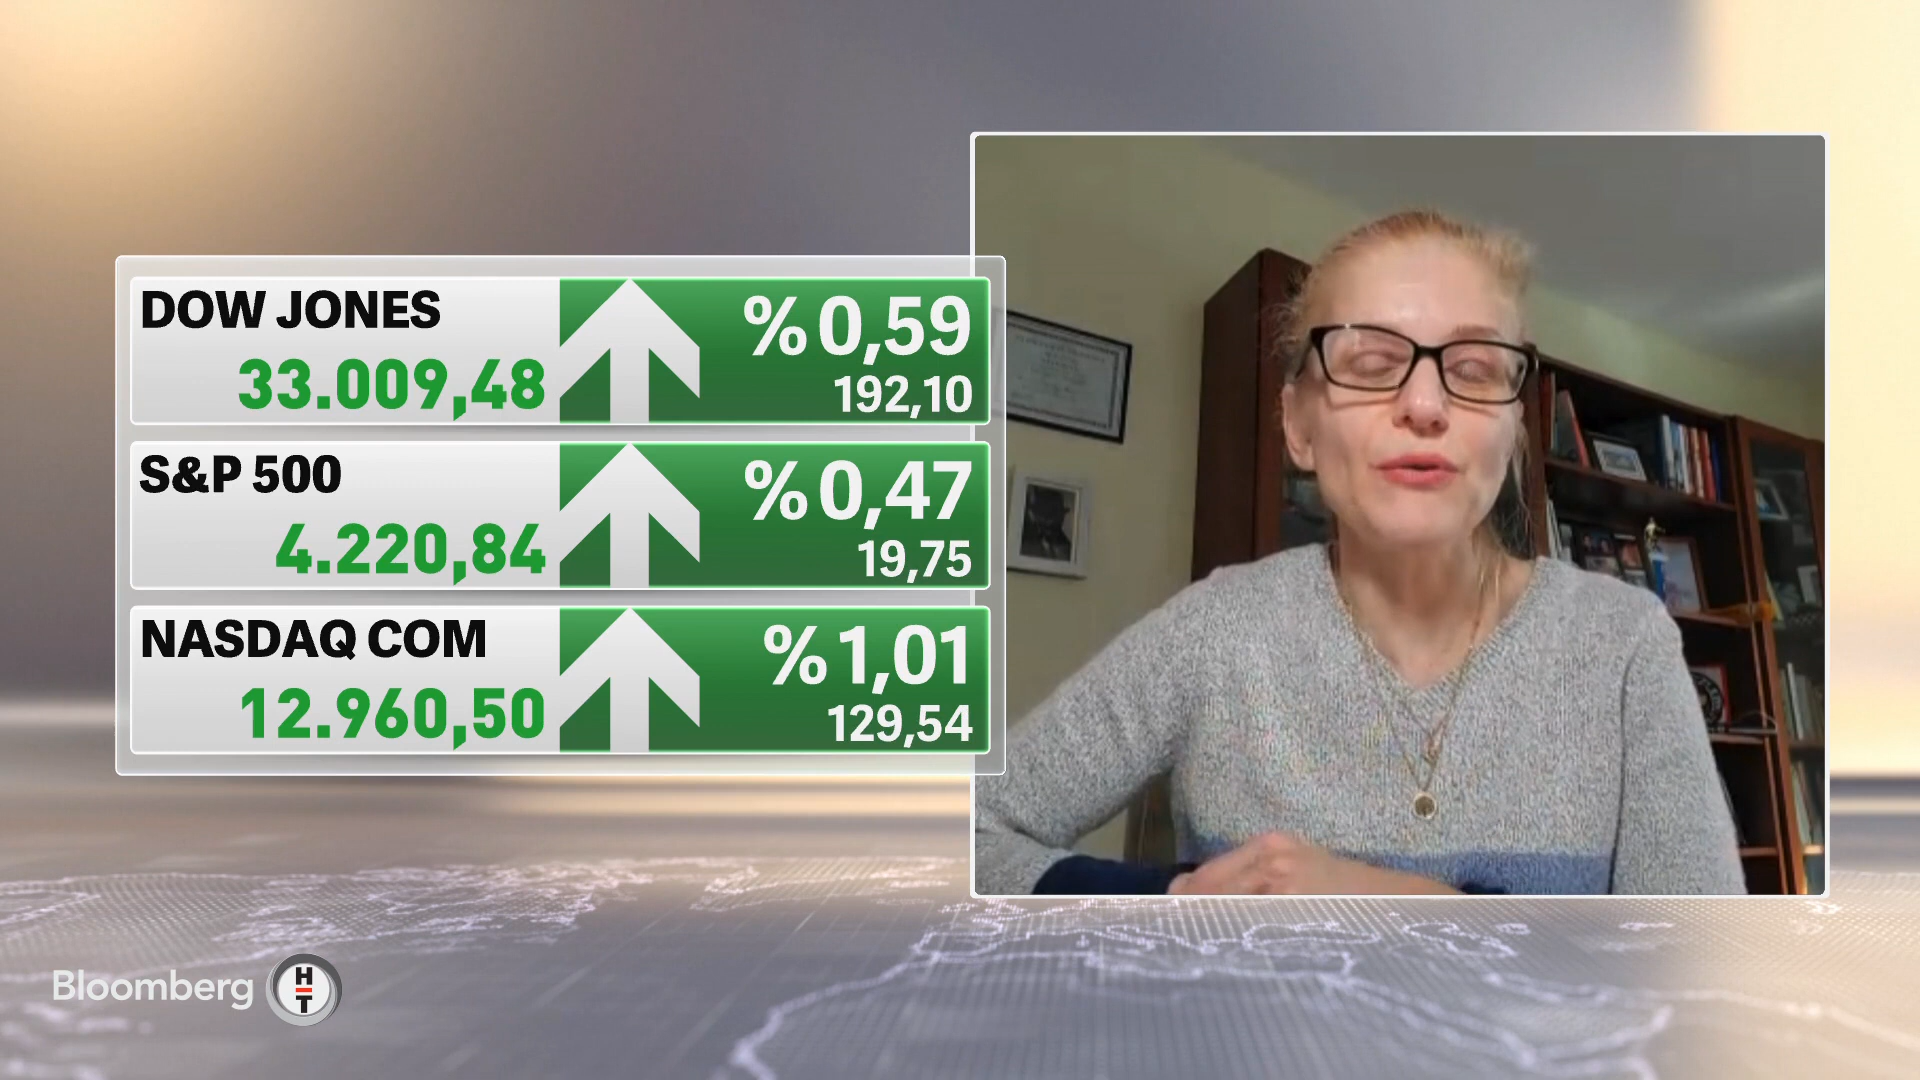 DOW JONES
33.009,48
%0,59
192,10
S&P 500
4.220,84
%0,47
19,75
NASDAQ COM
12.960,50
%1,01
129,54
Bloomberg HT